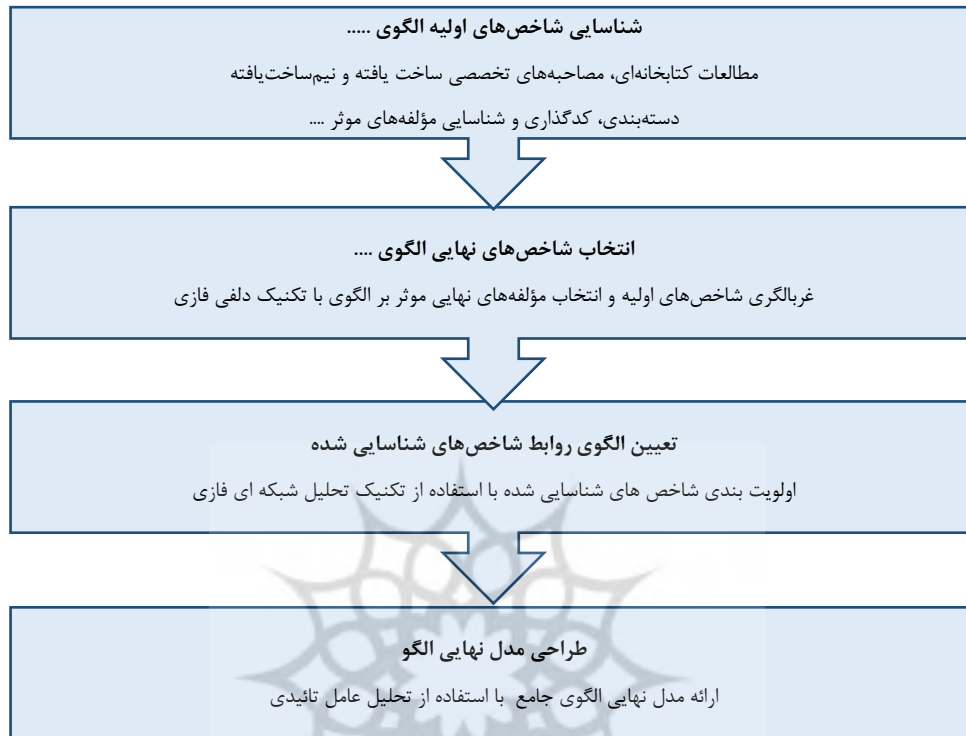 شناسایی شاخص‌های اولیه الگوی .....
مطالعات کتابخانه‌ای، مصاحبه‌های تخصصی ساخت یافته و نیم‌ساخت‌یافته
دسته‌بندی، کدگذاری و شناسایی مؤلفه‌های موثر ....
انتخاب شاخص‌های نهایی الگوی ....
غربالگری شاخص‌های اولیه و انتخاب مؤلفه‌های نهایی موثر بر الگوی با تکنیک دلفی فازی
تعیین الگوی روابط شاخص‌های شناسایی شده
اولویت بندی شاخص های شناسایی شده با استفاده از تکنیک تحلیل شبکه ای فازی
طراحی مدل نهایی الگو
ارائه مدل نهایی الگوی جامع با استفاده از تحلیل عامل تائیدی